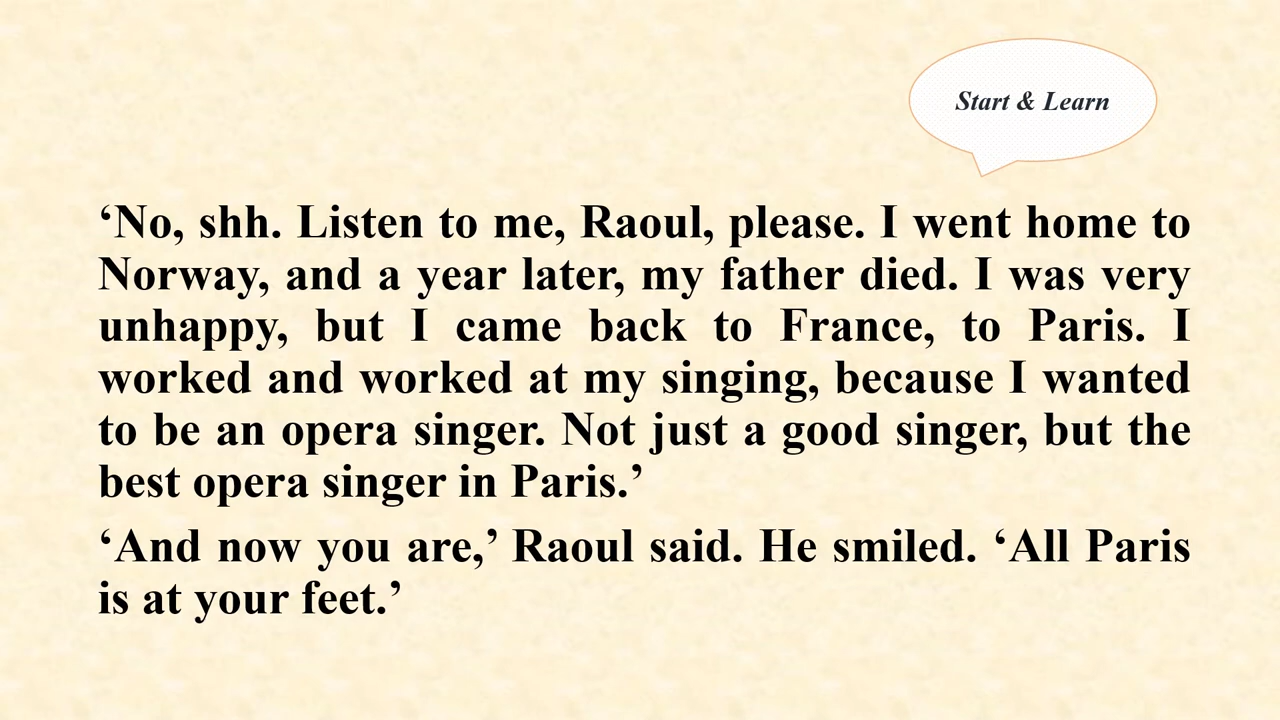 Start & Learn
‘No, shh. Listen to me, Raoul, please. I went home to
Norway, and a year later, my father died. I was very
unhappy, but I came back to France, to Paris. I
worked and worked at my singing, because I wanted
to be an opera singer. Not just a good singer, but the
best opera singer in Paris.’
‘And now you are,’ Raoul said. He smiled. ‘All Paris
is at your feet.’